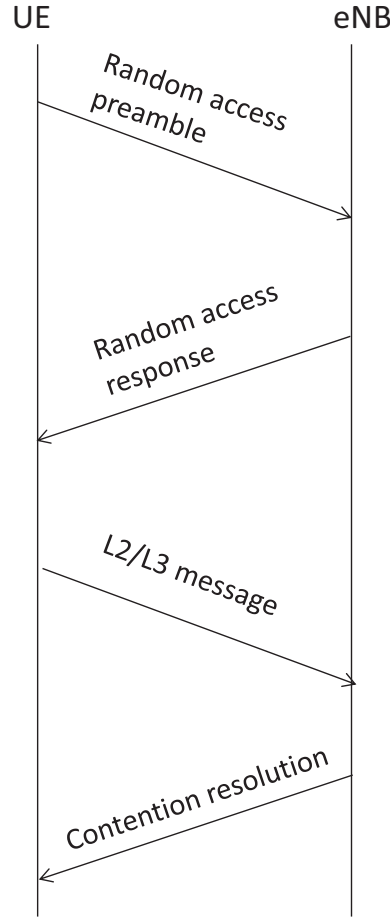 UE
eNB
Random access
preamble
Random access
response
L2/L3 message
Contention resolution